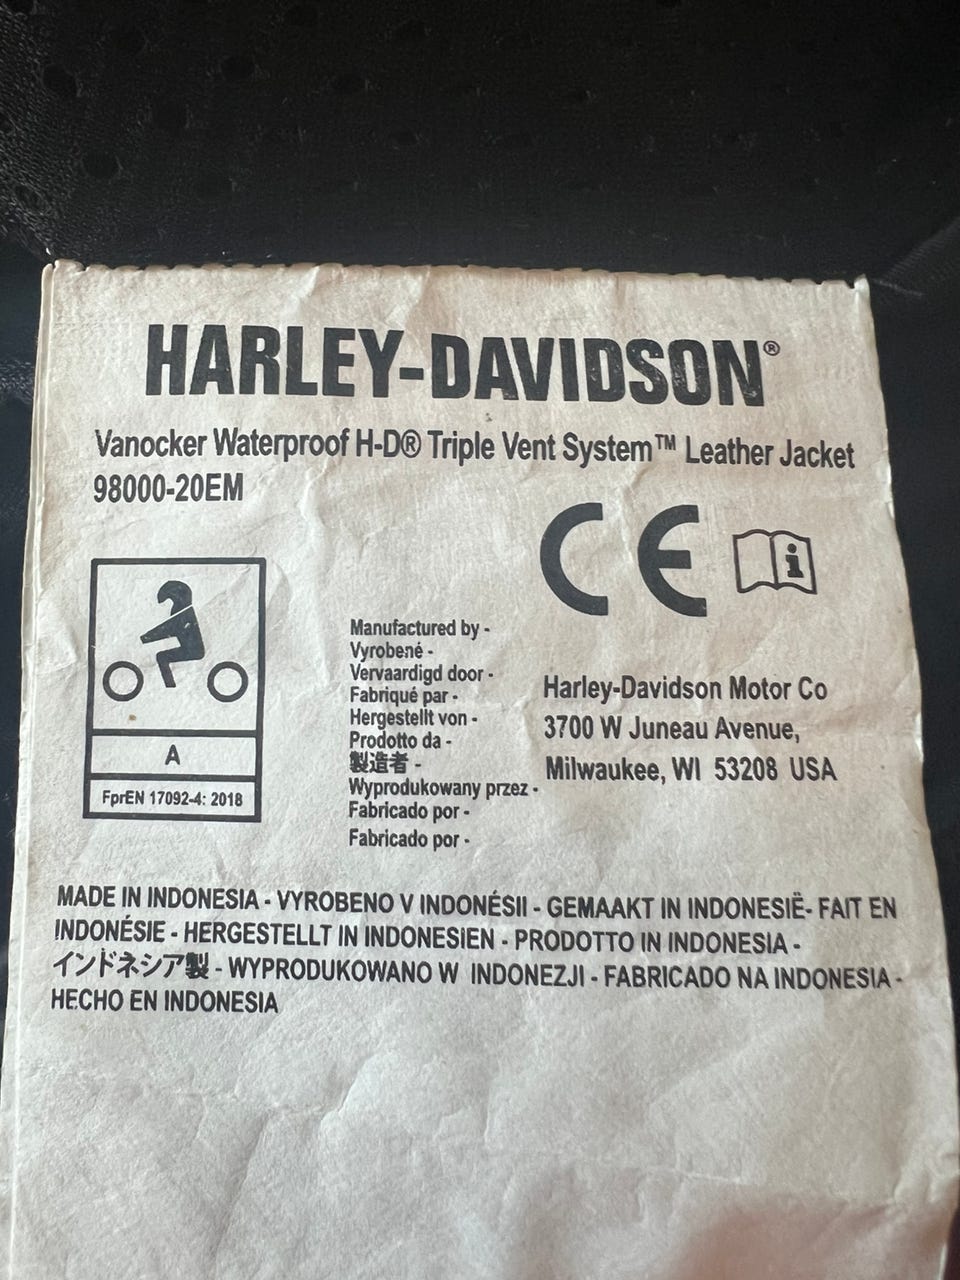 HARLEY-DAVIDSON®
Vanocker Waterproof H-D® Triple Vent System™ Leather Jacket
98000-20EM
CE
i
A
FprEN 17092-4: 2018
Manufactured by -
Vyrobené -
Vervaardigd door -
Fabriqué par -
Hergestellt von -
Prodotto da -
製造者 -
Wyprodukowany przez -
Fabricado por -
Fabricado por -
Harley-Davidson Motor Co
3700 W Juneau Avenue,
Milwaukee, WI 53208 USA
MADE IN INDONESIA - VYROBENO V INDONÉSII - GEMAAKT IN INDONESIË- FAIT EN
INDONÉSIE - HERGESTELLT IN INDONESIEN - PRODOTTO IN INDONESIA -
インドネシア製 - WYPRODUKOWANO W INDONEZJI - FABRICADO NA INDONESIA -
HECHO EN INDONESIA